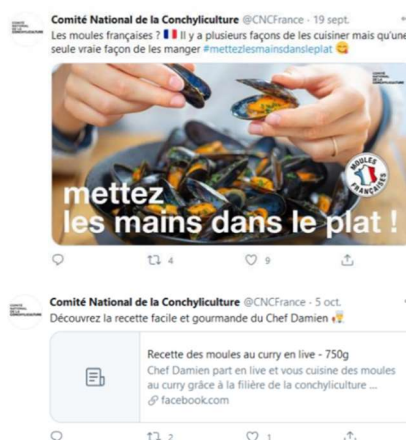 Comité National de la Conchyliculture @CNCFrance · 19 sept.
Les moules françaises ? 🇫🇷 Il y a plusieurs façons de les cuisiner mais qu'une
seule vraie façon de les manger #mettezlesmainsdansleplat 😋
MOULES
FRANÇAISES
mettez
les mains dans le plat !
4
9
Comité National de la Conchyliculture @CNCFrance · 5 oct.
Découvrez la recette facile et gourmande du Chef Damien
Recette des moules au curry en live - 750g
Chef Damien part en live et vous cuisine des moules
au curry grâce à la filière de la conchyliculture ...
facebook.com
2
1